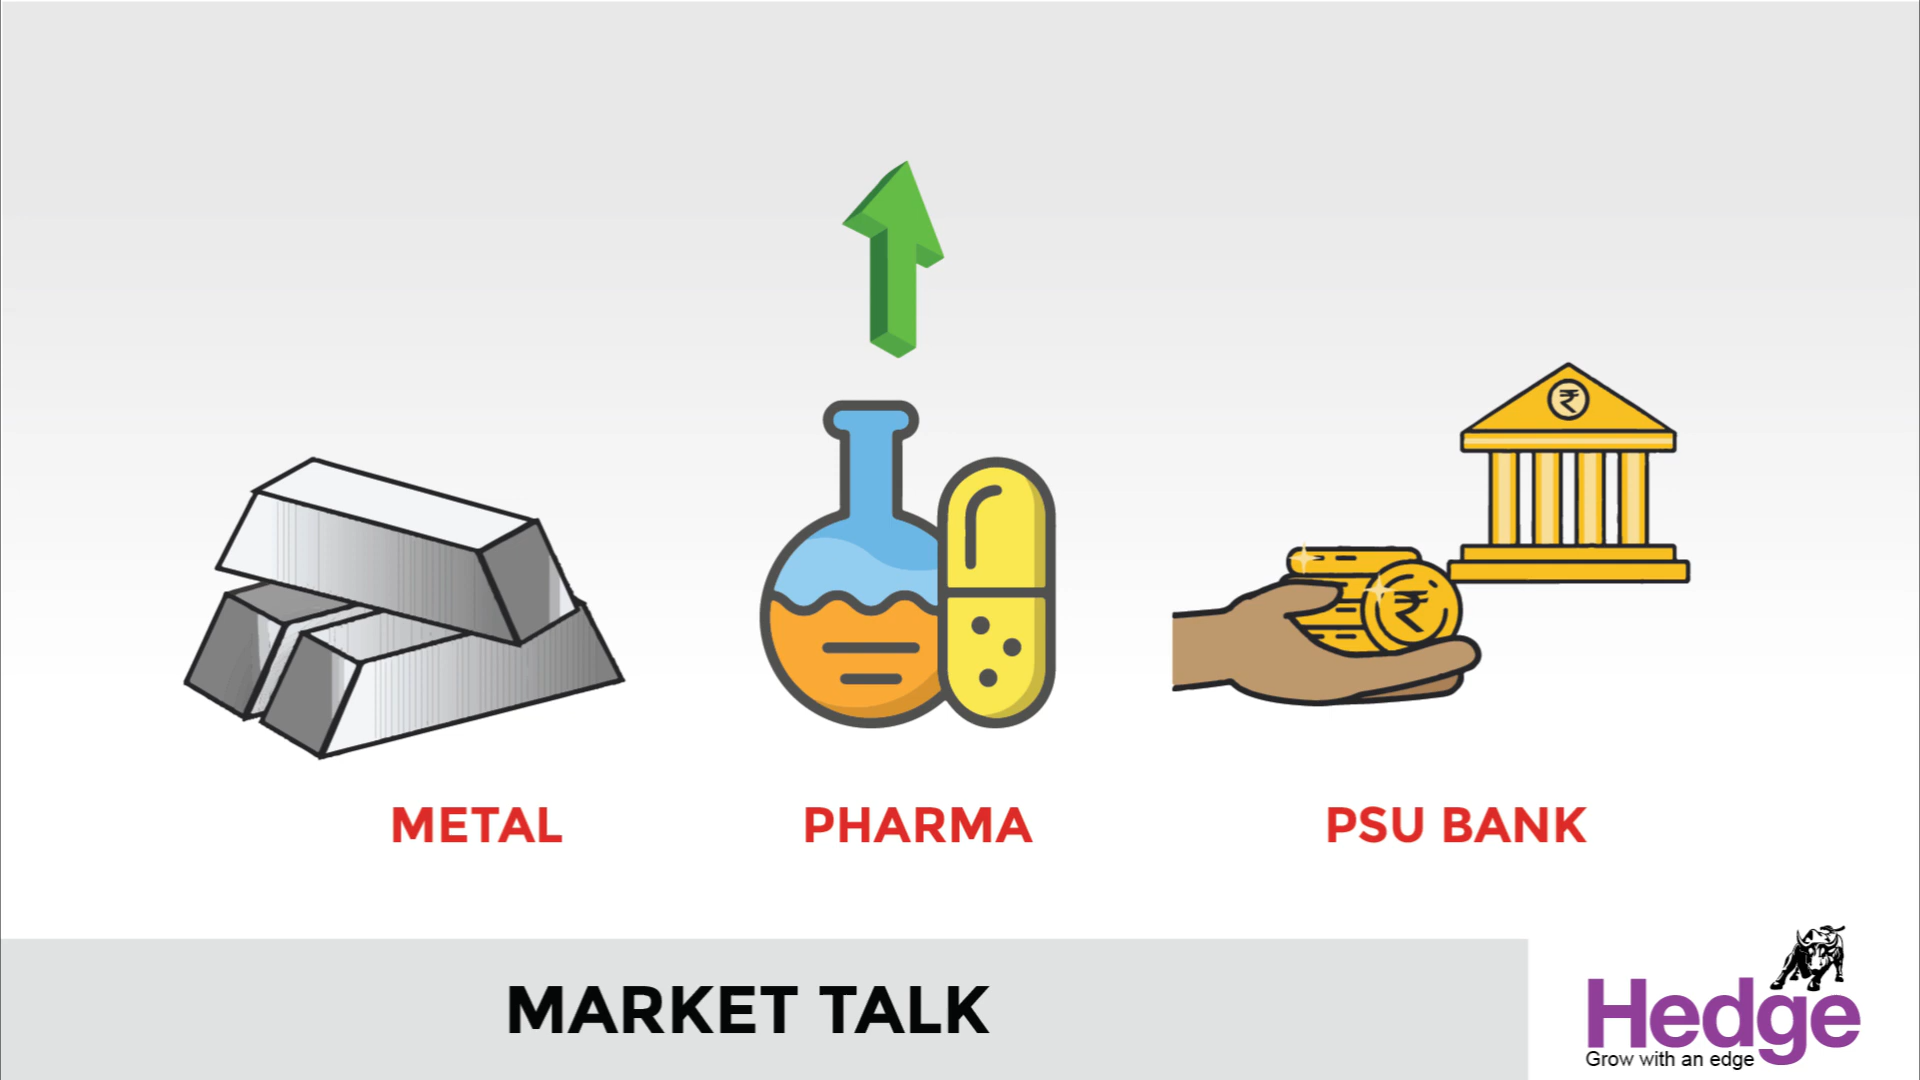 ₹
₹
METAL
PHARMA
PSU BANK
MARKET TALK
Hedge
Grow with an edge